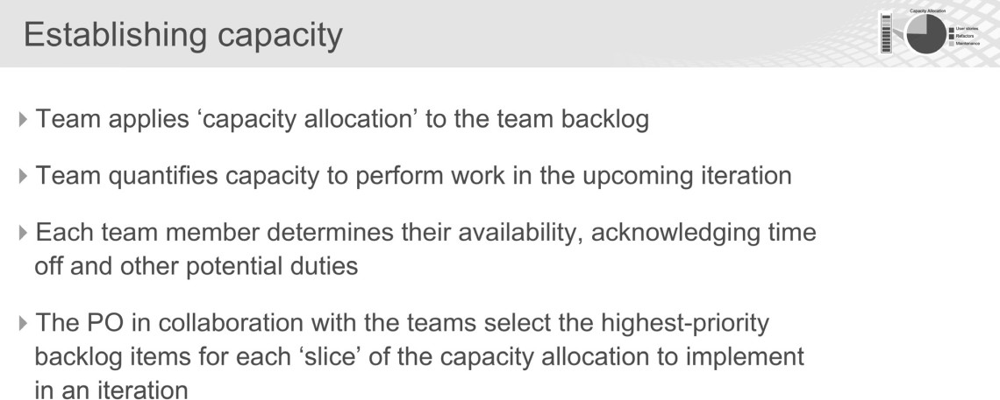 Establishing capacity
Capacity Allocation
User stories
Refactors
Maintenance
Team applies ‘capacity allocation’ to the team backlog
Team quantifies capacity to perform work in the upcoming iteration
Each team member determines their availability, acknowledging time
off and other potential duties
The PO in collaboration with the teams select the highest-priority
backlog items for each ‘slice’ of the capacity allocation to implement
in an iteration